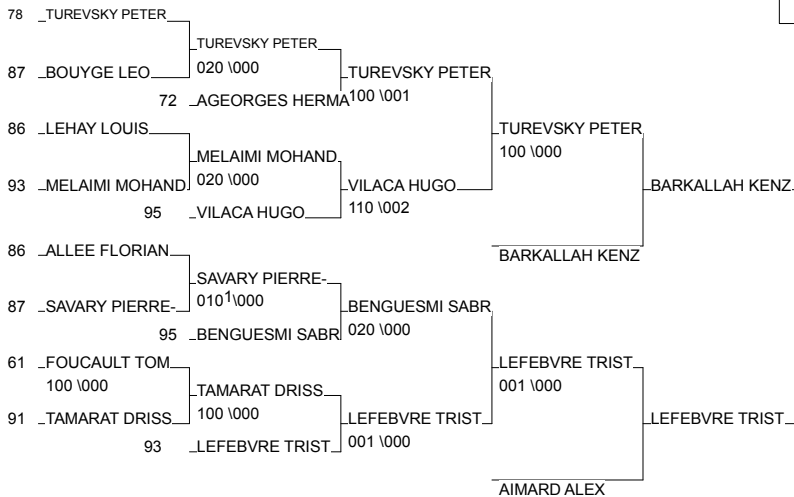 78 TUREVSKY PETER
TUREVSKY PETER
020 \000
87 BOUYGE LEO
TUREVSKY PETER
100 \001
72 AGEORGES HERMA
86 LEHAY LOUIS
TUREVSKY PETER
100 \000
MELAIMI MOHAND
020 \000
93 MELAIMI MOHAND
VILACA HUGO
110 \002
BARKALLAH KENZ
95 VILACA HUGO
86 ALLEE FLORIAN
BARKALLAH KENZ
SAVARY PIERRE-
010¹\000
87 SAVARY PIERRE-
BENGUESMI SABR
020 \000
95 BENGUESMI SABR
61 FOUCAULT TOM
100 \000
LEFEBVRE TRIST
001 \000
TAMARAT DRISS
100 \000
91 TAMARAT DRISS
LEFEBVRE TRIST
001 \000
LEFEBVRE TRIST
93 LEFEBVRE TRIST
AIMARD ALEX